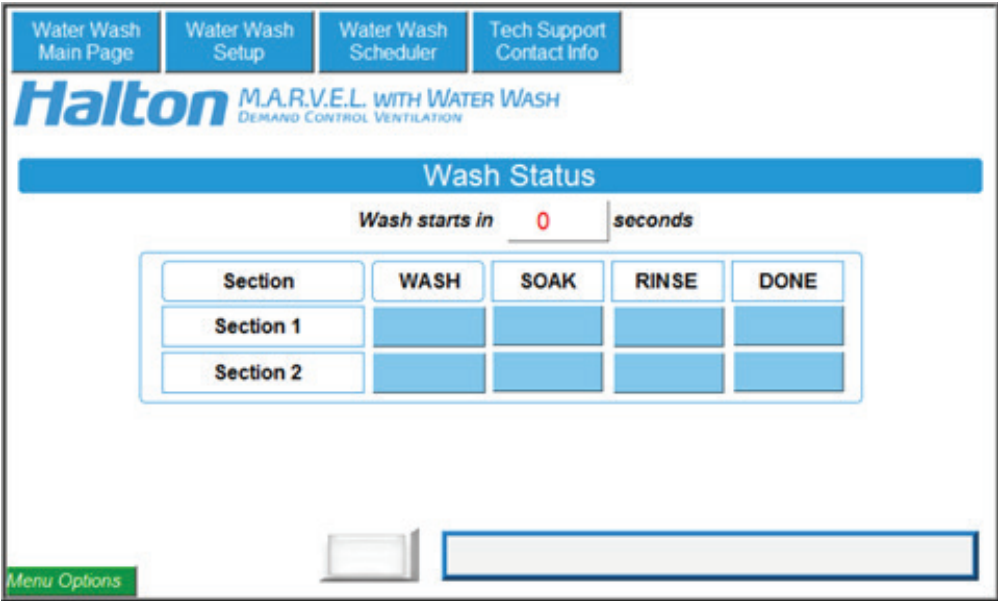 Water Wash
Main Page
Water Wash
Setup
Water Wash
Scheduler
Tech Support
Contact Info
Halton M.A.R.V.E.L. WITH WATER WASH
DEMAND CONTROL VENTILATION
Wash Status
Wash starts in 0 seconds
Section WASH SOAK RINSE DONE
Section 1
Section 2
Menu Options